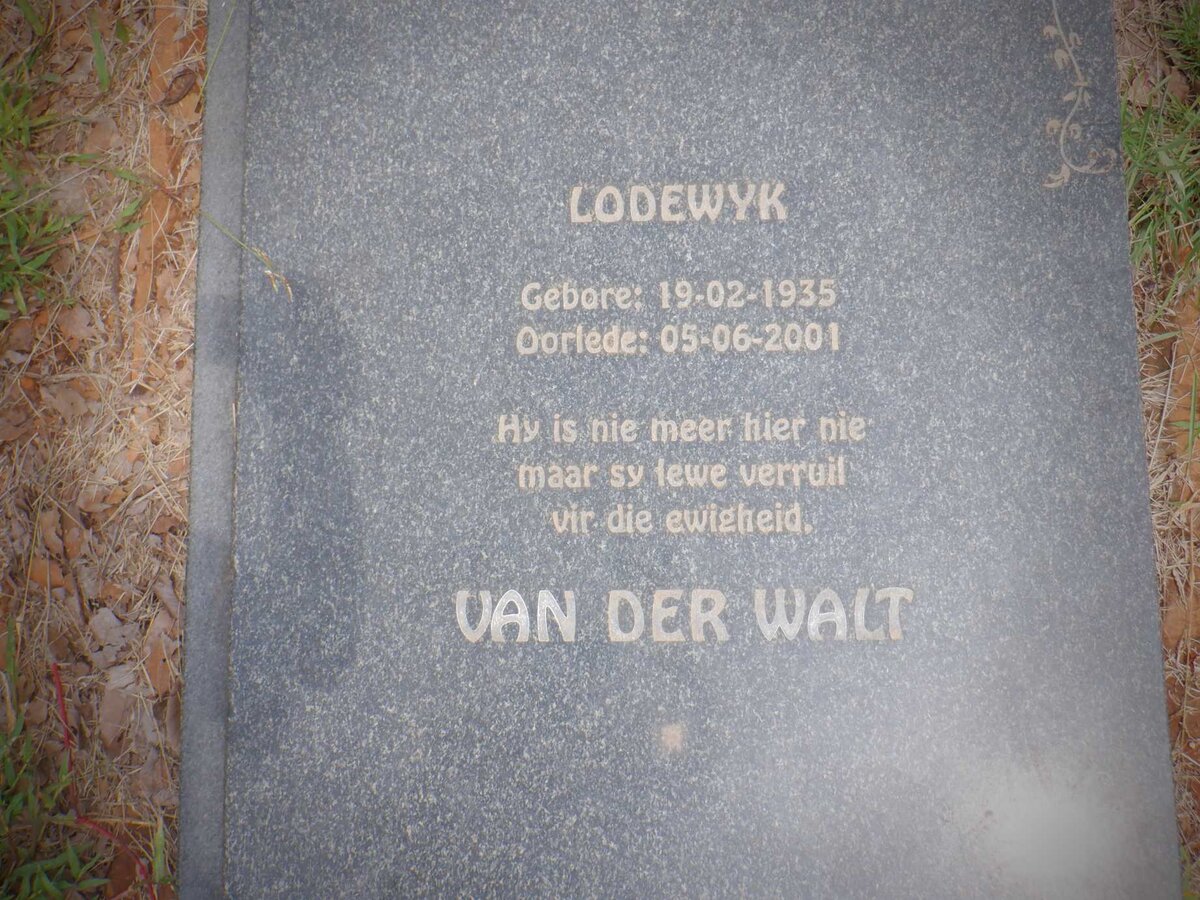 LODEWYK
Gebore: 19-02-1935
Oorlede: 05-06-2001
Hy is nie meer hier nie
maar sy lewe verruil
vir die ewigheid.
VAN DER WALT